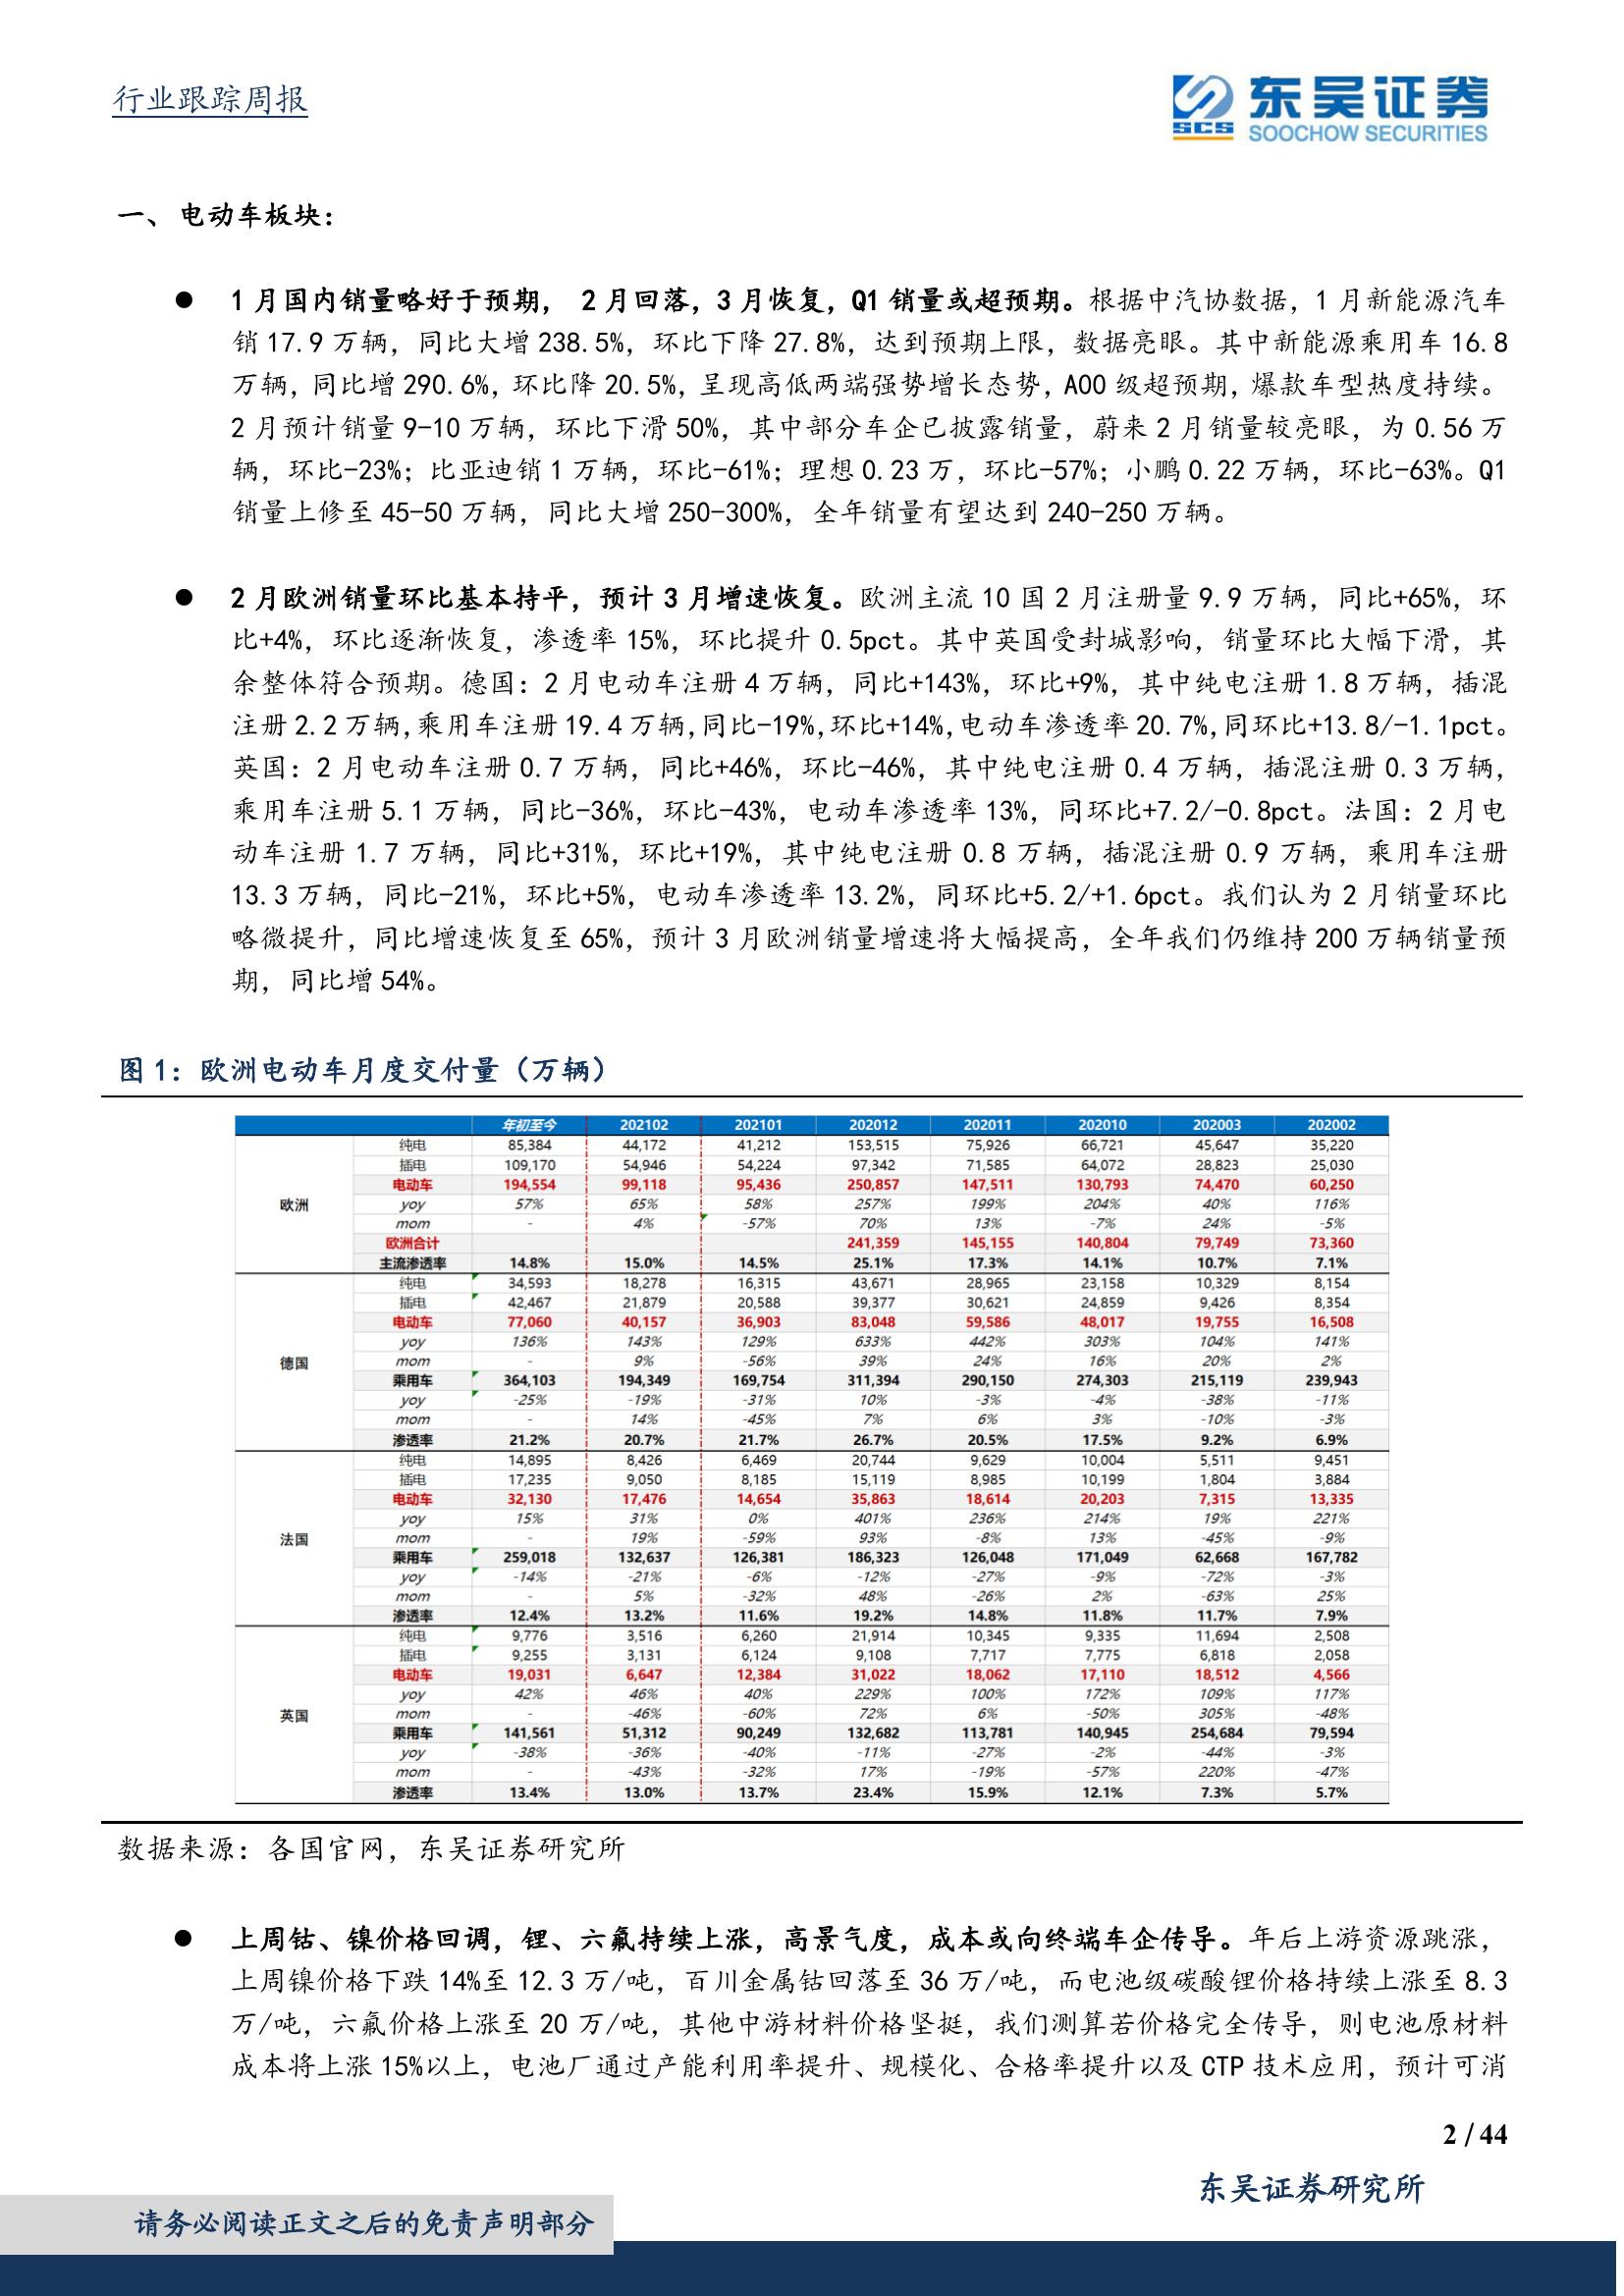 行业跟踪周报
东吴证券
SCS
SOOCHOW SECURITIES
一、 电动车板块：
● 1 月国内销量略好于预期， 2 月回落，3 月恢复，Q1 销量或超预期。根据中汽协数据，1 月新能源汽车
销 17.9 万辆，同比大增 238.5%，环比下降 27.8%，达到预期上限，数据亮眼。其中新能源乘用车 16.8
万辆，同比增 290.6%，环比降 20.5%，呈现高低两端强势增长态势，A00 级超预期，爆款车型热度持续。
2 月预计销量 9-10 万辆，环比下滑 50%，其中部分车企已披露销量，蔚来 2 月销量较亮眼，为 0.56 万
辆，环比-23%；比亚迪销 1 万辆，环比-61%；理想 0.23 万，环比-57%；小鹏 0.22 万辆，环比-63%。Q1
销量上修至 45-50 万辆，同比大增 250-300%，全年销量有望达到 240-250 万辆。
● 2 月欧洲销量环比基本持平，预计 3 月增速恢复。欧洲主流 10 国 2 月注册量 9.9 万辆，同比+65%，环
比+4%，环比逐渐恢复，渗透率 15%，环比提升 0.5pct。其中英国受封城影响，销量环比大幅下滑，其
余整体符合预期。德国：2 月电动车注册 4 万辆，同比+143%，环比+9%，其中纯电注册 1.8 万辆，插混
注册 2.2 万辆,乘用车注册 19.4 万辆,同比-19%,环比+14%,电动车渗透率 20.7%,同环比+13.8/-1.1pct。
英国：2 月电动车注册 0.7 万辆，同比+46%，环比-46%，其中纯电注册 0.4 万辆，插混注册 0.3 万辆，
乘用车注册 5.1 万辆，同比-36%，环比-43%，电动车渗透率 13%，同环比+7.2/-0.8pct。法国：2 月电
动车注册 1.7 万辆，同比+31%，环比+19%，其中纯电注册 0.8 万辆，插混注册 0.9 万辆，乘用车注册
13.3 万辆，同比-21%，环比+5%，电动车渗透率 13.2%，同环比+5.2/+1.6pct。我们认为 2 月销量环比
略微提升，同比增速恢复至 65%，预计 3 月欧洲销量增速将大幅提高，全年我们仍维持 200 万辆销量预
期，同比增 54%。
图 1：欧洲电动车月度交付量（万辆）
年初至今 202102 202101 202012 202011 202010 202003 202002
欧洲
纯电 85,384 44,172 41,212 153,515 75,926 66,721 45,647 35,220
插电 109,170 54,946 54,224 97,342 71,585 64,072 28,823 25,030
电动车 194,554 99,118 95,436 250,857 147,511 130,793 74,470 60,250
yoy 57% 65% 58% 257% 199% 204% 40% 116%
mom - 4% -57% 70% 13% -7% 24% -5%
欧洲合计 241,359 145,155 140,804 79,749 73,360
主流渗透率 14.8% 15.0% 14.5% 25.1% 17.3% 14.1% 10.7% 7.1%
德国
纯电 34,593 18,278 16,315 43,671 28,965 23,158 10,329 8,154
插电 42,467 21,879 20,588 39,377 30,621 24,859 9,426 8,354
电动车 77,060 40,157 36,903 83,048 59,586 48,017 19,755 16,508
yoy 136% 143% 129% 633% 442% 303% 104% 141%
mom - 9% -56% 39% 24% 16% 20% 2%
乘用车 364,103 194,349 169,754 311,394 290,150 274,303 215,119 239,943
yoy -25% -19% -31% 10% -3% -4% -38% -11%
mom - 14% -45% 7% 6% 3% -10% -3%
渗透率 21.2% 20.7% 21.7% 26.7% 20.5% 17.5% 9.2% 6.9%
法国
纯电 14,895 8,426 6,469 20,744 9,629 10,004 5,511 9,451
插电 17,235 9,050 8,185 15,119 8,985 10,199 1,804 3,884
电动车 32,130 17,476 14,654 35,863 18,614 20,203 7,315 13,335
yoy 15% 31% 0% 401% 236% 214% 19% 221%
mom - 19% -59% 93% -8% 13% -45% -9%
乘用车 259,018 132,637 126,381 186,323 126,048 171,049 62,668 167,782
yoy -14% -21% -6% -12% -27% -9% -72% -3%
mom - 5% -32% 48% -26% 2% -63% 25%
渗透率 12.4% 13.2% 11.6% 19.2% 14.8% 11.8% 11.7% 7.9%
英国
纯电 9,776 3,516 6,260 21,914 10,345 9,335 11,694 2,508
插电 9,255 3,131 6,124 9,108 7,717 7,775 6,818 2,058
电动车 19,031 6,647 12,384 31,022 18,062 17,110 18,512 4,566
yoy 42% 46% 40% 229% 100% 172% 109% 117%
mom - -46% -60% 72% 6% -50% 305% -48%
乘用车 141,561 51,312 90,249 132,682 113,781 140,945 254,684 79,594
yoy -38% -36% -40% -11% -27% -2% -44% -3%
mom - -43% -32% 17% -19% -57% 220% -47%
渗透率 13.4% 13.0% 13.7% 23.4% 15.9% 12.1% 7.3% 5.7%
数据来源：各国官网，东吴证券研究所
● 上周钴、镍价格回调，锂、六氟持续上涨，高景气度，成本或向终端车企传导。年后上游资源跳涨，
上周镍价格下跌 14%至 12.3 万/吨，百川金属钴回落至 36 万/吨，而电池级碳酸锂价格持续上涨至 8.3
万/吨，六氟价格上涨至 20 万/吨，其他中游材料价格坚挺，我们测算若价格完全传导，则电池原材料
成本将上涨 15%以上，电池厂通过产能利用率提升、规模化、合格率提升以及 CTP 技术应用，预计可消
2 / 44
东吴证券研究所
请务必阅读正文之后的免责声明部分